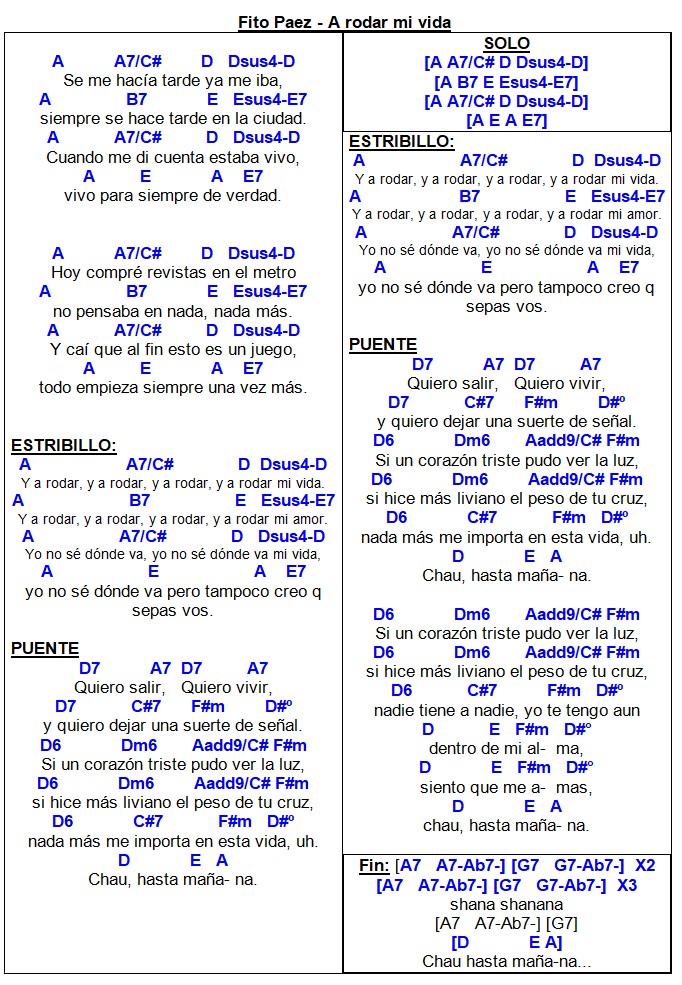 Fito Paez - A rodar mi vida
A A7/C# D Dsus4-D
Se me hacía tarde ya me iba,
A B7 E Esus4-E7
siempre se hace tarde en la ciudad.
A A7/C# D Dsus4-D
Cuando me di cuenta estaba vivo,
A E A E7
vivo para siempre de verdad.
A A7/C# D Dsus4-D
Hoy compré revistas en el metro
A B7 E Esus4-E7
no pensaba en nada, nada más.
A A7/C# D Dsus4-D
Y caí que al fin esto es un juego,
A E A E7
todo empieza siempre una vez más.
ESTRIBILLO:
A A7/C# D Dsus4-D
Y a rodar, y a rodar, y a rodar, y a rodar mi vida.
A B7 E Esus4-E7
Y a rodar, y a rodar, y a rodar, y a rodar mi amor.
A A7/C# D Dsus4-D
Yo no sé dónde va, yo no sé dónde va mi vida,
A E A E7
yo no sé dónde va pero tampoco creo q
sepas vos.
PUENTE
D7 A7 D7 A7
Quiero salir, Quiero vivir,
D7 C#7 F#m D#º
y quiero dejar una suerte de señal.
D6 Dm6 Aadd9/C# F#m
Si un corazón triste pudo ver la luz,
D6 Dm6 Aadd9/C# F#m
si hice más liviano el peso de tu cruz,
D6 C#7 F#m D#º
nada más me importa en esta vida, uh.
D E A
Chau, hasta maña- na.
SOLO
[A A7/C# D Dsus4-D]
[A B7 E Esus4-E7]
[A A7/C# D Dsus4-D]
[A E A E7]
ESTRIBILLO:
A A7/C# D Dsus4-D
Y a rodar, y a rodar, y a rodar, y a rodar mi vida.
A B7 E Esus4-E7
Y a rodar, y a rodar, y a rodar, y a rodar mi amor.
A A7/C# D Dsus4-D
Yo no sé dónde va, yo no sé dónde va mi vida,
A E A E7
yo no sé dónde va pero tampoco creo q
sepas vos.
PUENTE
D7 A7 D7 A7
Quiero salir, Quiero vivir,
D7 C#7 F#m D#º
y quiero dejar una suerte de señal.
D6 Dm6 Aadd9/C# F#m
Si un corazón triste pudo ver la luz,
D6 Dm6 Aadd9/C# F#m
si hice más liviano el peso de tu cruz,
D6 C#7 F#m D#º
nada más me importa en esta vida, uh.
D E A
Chau, hasta maña- na.
D6 Dm6 Aadd9/C# F#m
Si un corazón triste pudo ver la luz,
D6 Dm6 Aadd9/C# F#m
si hice más liviano el peso de tu cruz,
D6 C#7 F#m D#º
nadie tiene a nadie, yo te tengo aun
D E F#m D#º
dentro de mi al- ma,
D E F#m D#º
siento que me a- mas,
D E A
chau, hasta maña- na.
Fin: [A7 A7-Ab7-] [G7 G7-Ab7-] X2
[A7 A7-Ab7-] [G7 G7-Ab7-] X3
shana shanana
[A7 A7-Ab7-] [G7]
[D E A]
Chau hasta maña-na...